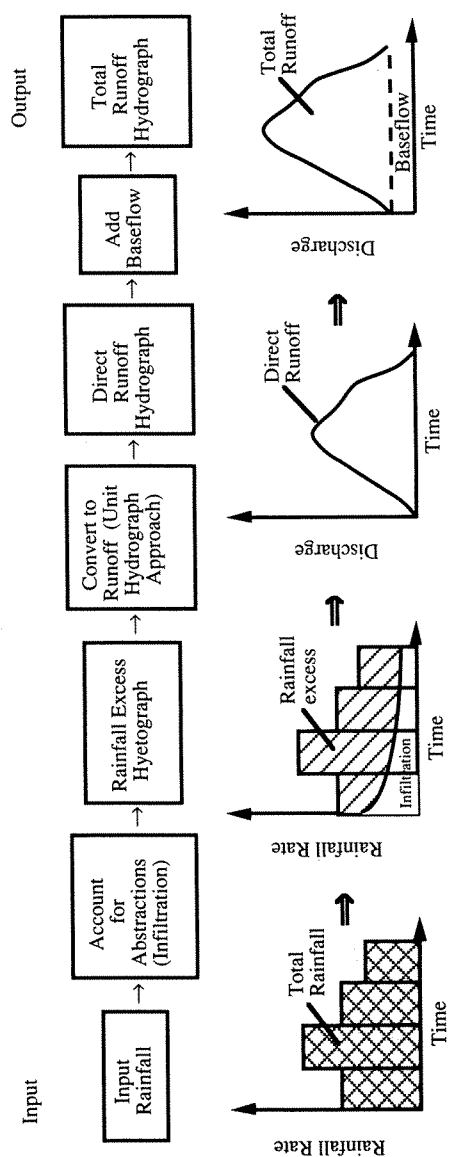 Input
Output
Input
Rainfall
Account
for
Abstractions
(Infiltration)
Rainfall Excess
Hyetograph
Convert to
Runoff (Unit
Hydrograph
Approach)
Direct
Runoff
Hydrograph
Add
Baseflow
Total
Runoff
Hydrograph
Rainfall Rate
Total
Rainfall
Time
Rainfall Rate
Rainfall
excess
Infiltration
Time
Discharge
Direct
Runoff
Time
Discharge
Total
Runoff
Baseflow
Time